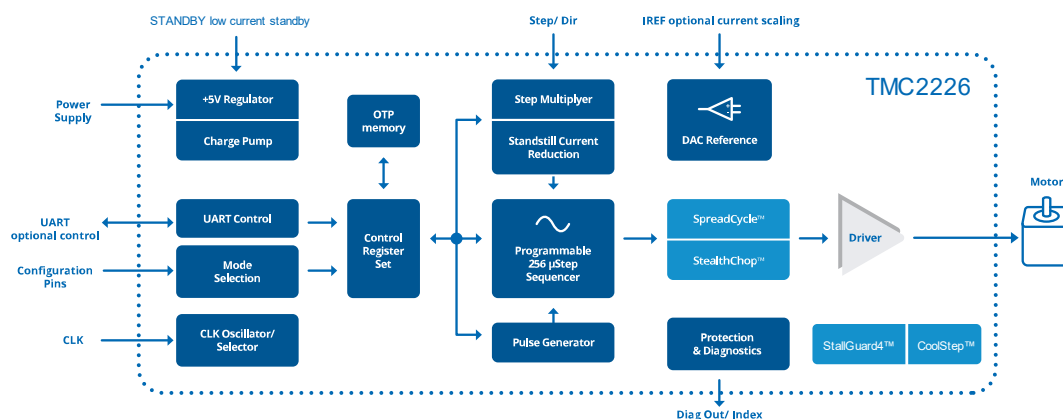 STANDBY low current standby
Step/ Dir
IREF optional current scaling
TMC2226
Power
Supply
+5V Regulator
Charge Pump
OTP
memory
Step Multiplyer
Standstill Current
Reduction
DAC Reference
Motor
UART
optional control
UART Control
Control
Register
Set
Programmable
256 µStep
Sequencer
SpreadCycle™
StealthChop™
Driver
Configuration
Pins
Mode
Selection
CLK
CLK Oscillator/
Selector
Pulse Generator
Protection
& Diagnostics
StallGuard4™
CoolStep™
Diag Out/ Index